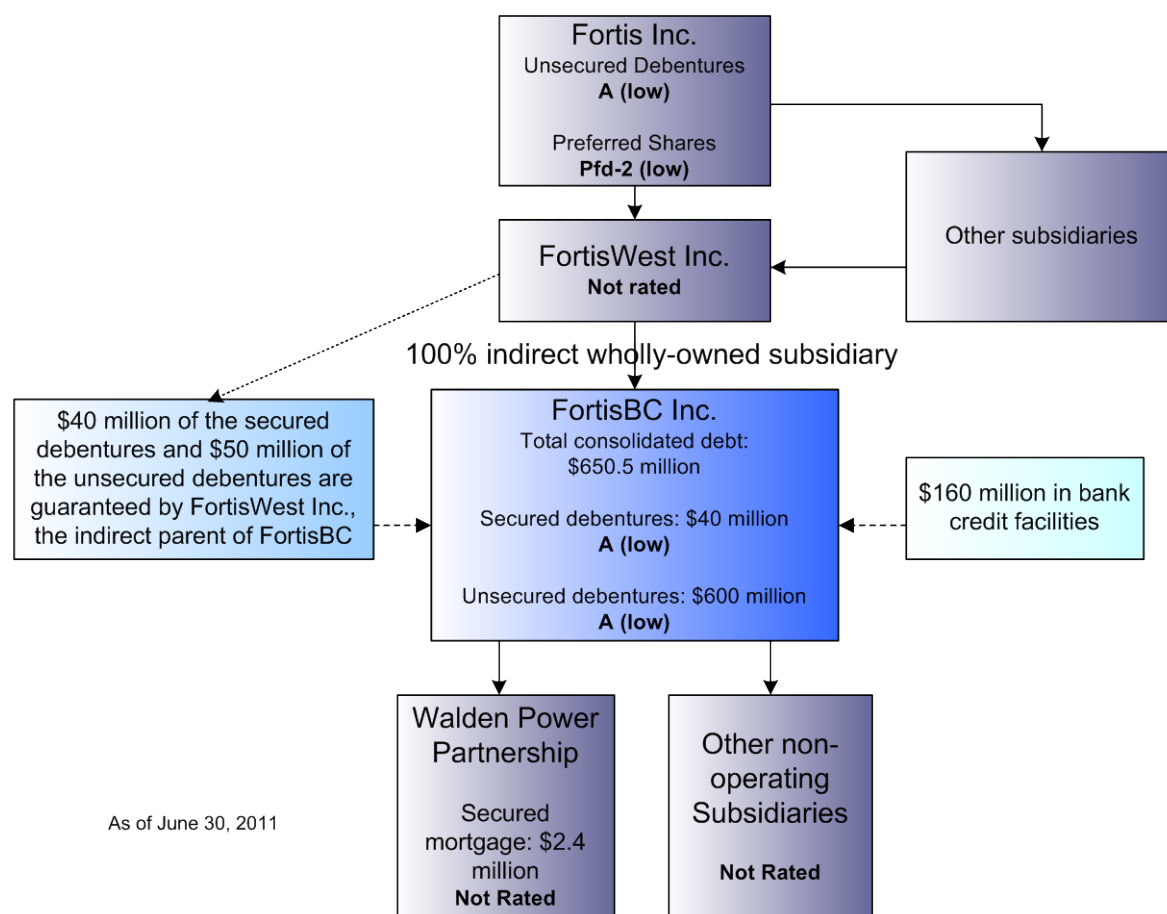 Fortis Inc.
Unsecured Debentures
A (low)
Preferred Shares
Pfd-2 (low)
Other subsidiaries
FortisWest Inc.
Not rated
100% indirect wholly-owned subsidiary
$40 million of the secured
debentures and $50 million of
the unsecured debentures are
guaranteed by FortisWest Inc.,
the indirect parent of FortisBC
FortisBC Inc.
Total consolidated debt:
$650.5 million
Secured debentures: $40 million
A (low)
Unsecured debentures: $600 million
A (low)
$160 million in bank
credit facilities
Walden Power
Partnership
Secured
mortgage: $2.4
million
Not Rated
Other non-
operating
Subsidiaries
Not Rated
As of June 30, 2011